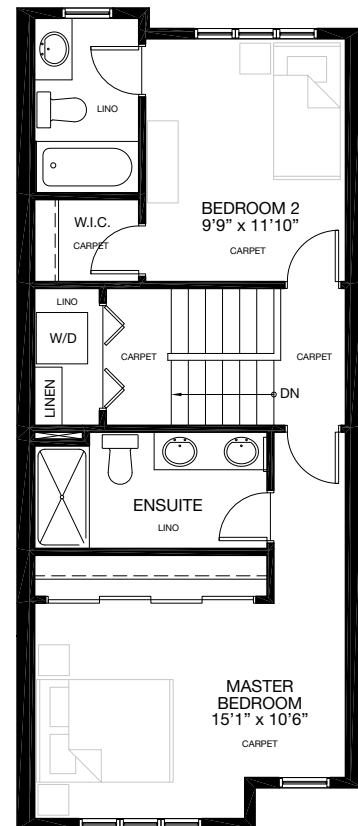 LINO
W.I.C.
CARPET
BEDROOM 2
9'9" x 11'10"
CARPET
LINO
W/D
LINEN
CARPET
CARPET
DN
ENSUITE
LINO
MASTER
BEDROOM
15'1" x 10'6"
CARPET